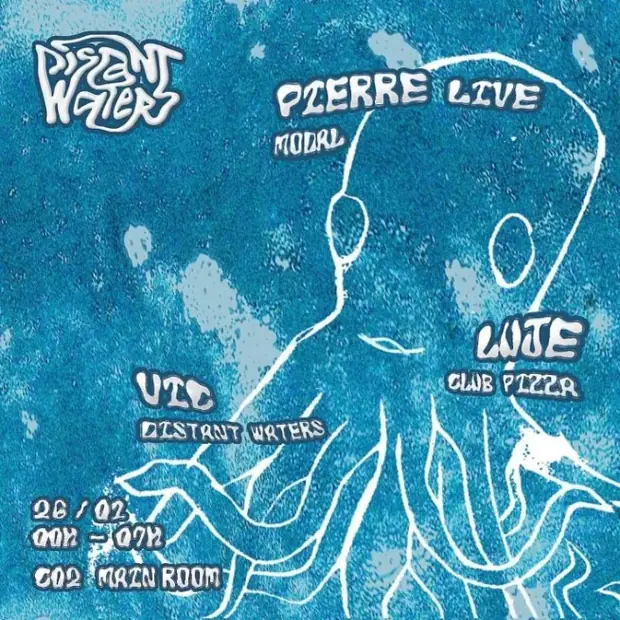 Distant
Waters
PIERRE LIVE
MODAL
LUJE
CLUB PIZZA
VIC
DISTANT WATERS
26 / 02
00H - 07H
C02 MAIN ROOM